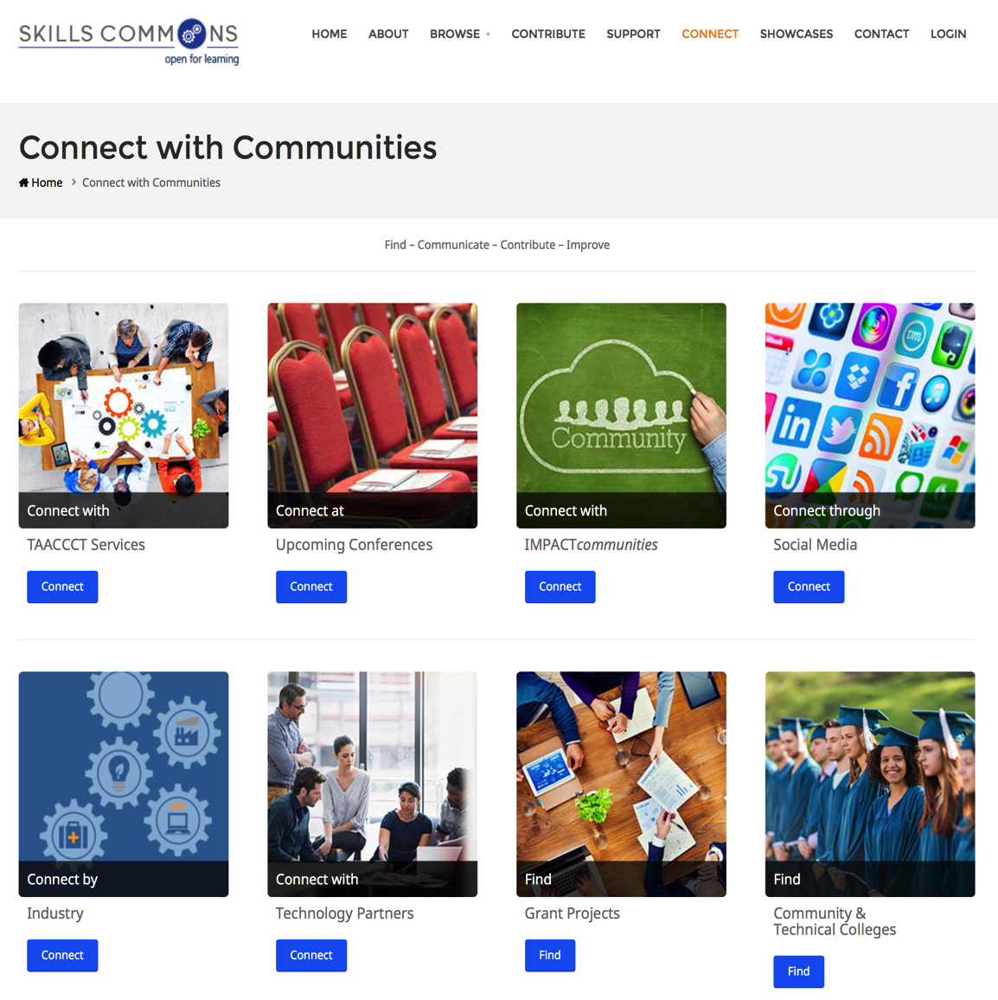 SKILLS COMMONS
open for learning
HOME ABOUT BROWSE + CONTRIBUTE SUPPORT CONNECT SHOWCASES CONTACT LOGIN
Connect with Communities
Home > Connect with Communities
Find – Communicate – Contribute – Improve
Community
Dm
f
in
Connect with
TAACCCT Services
Connect
Connect at
Upcoming Conferences
Connect
Connect with
IMPACTcommunities
Connect
Connect through
Social Media
Connect
Connect by
Industry
Connect
Connect with
Technology Partners
Connect
Find
Grant Projects
Find
Find
Community &
Technical Colleges
Find